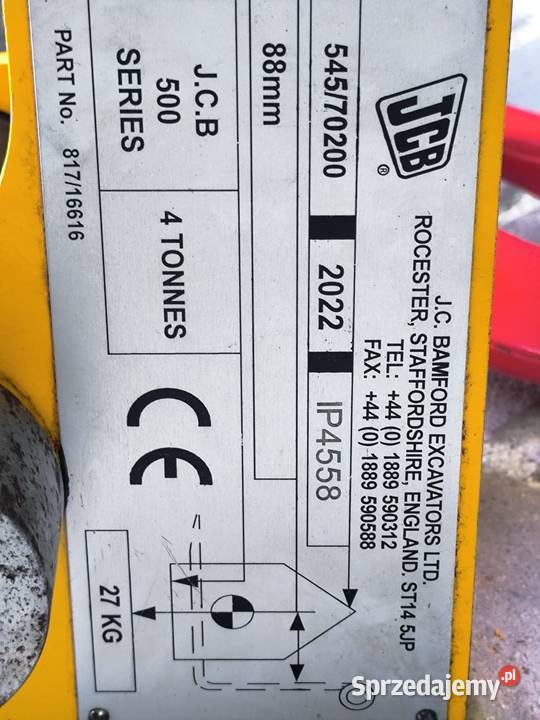 JCB
®
J.C. BAMFORD EXCAVATORS LTD.
ROCESTER, STAFFORDSHIRE, ENGLAND. ST14 5JP
TEL: +44 (0) 1889 590312
FAX: +44 (0) 1889 590588
545/70200 2022 IP4558
88mm
J.C.B
500
SERIES
4 TONNES
CE
27 KG
PART No. 817/16616
Sprzedajemy.pl